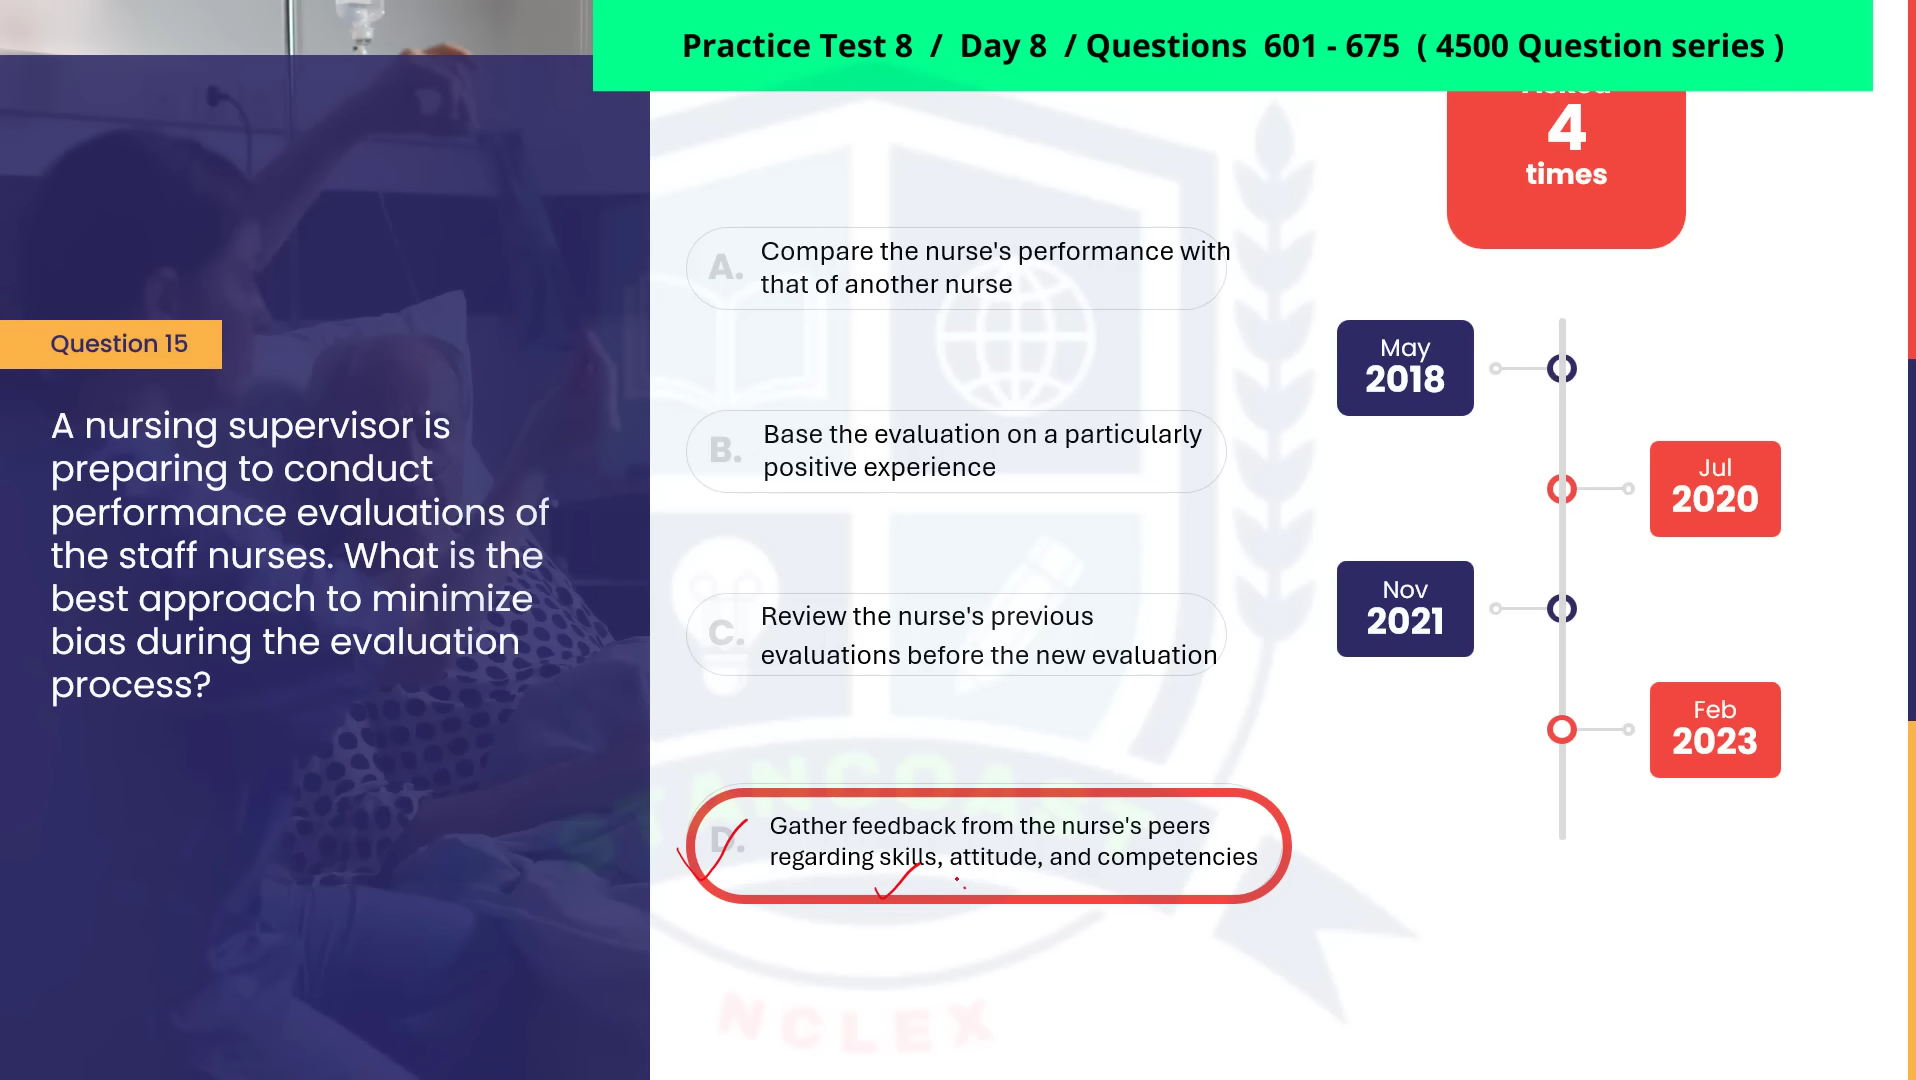 Practice Test 8 / Day 8 / Questions 601 - 675 ( 4500 Question series )
4
times
Question 15
A nursing supervisor is
preparing to conduct
performance evaluations of
the staff nurses. What is the
best approach to minimize
bias during the evaluation
process?
A.
Compare the nurse's performance with
that of another nurse
B.
Base the evaluation on a particularly
positive experience
C.
Review the nurse's previous
evaluations before the new evaluation
D.
Gather feedback from the nurse's peers
regarding skills, attitude, and competencies
May
2018
Jul
2020
Nov
2021
Feb
2023
NCLEX